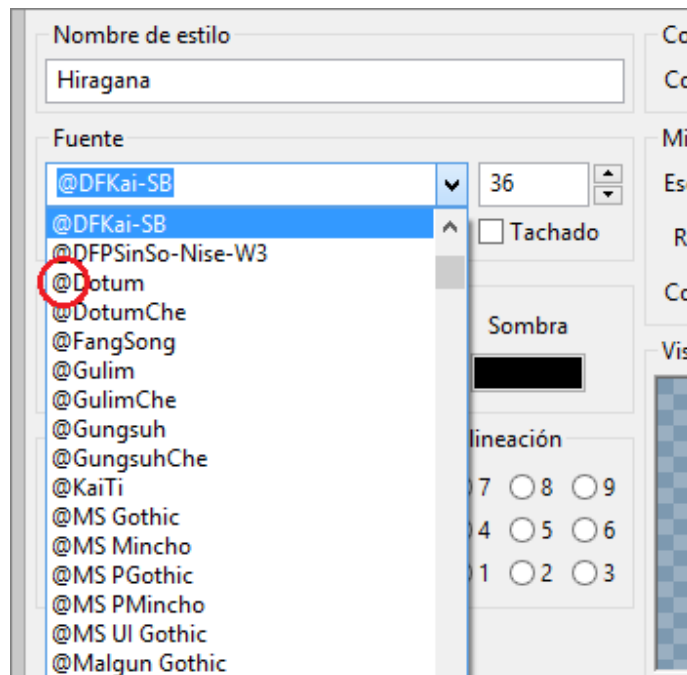 Nombre de estilo
Hiragana
Fuente
@DFKai-SB
36
@DFKai-SB
@DFPSinSo-Nise-W3
@Dotum
@DotumChe
@FangSong
@Gulim
@GulimChe
@Gungsuh
@GungsuhChe
@KaiTi
@MS Gothic
@MS Mincho
@MS PGothic
@MS PMincho
@MS UI Gothic
@Malgun Gothic
Tachado
Sombra
lineación
7 8 9
4 5 6
1 2 3
Co
Co
Mi
Es
R
Co
Vis